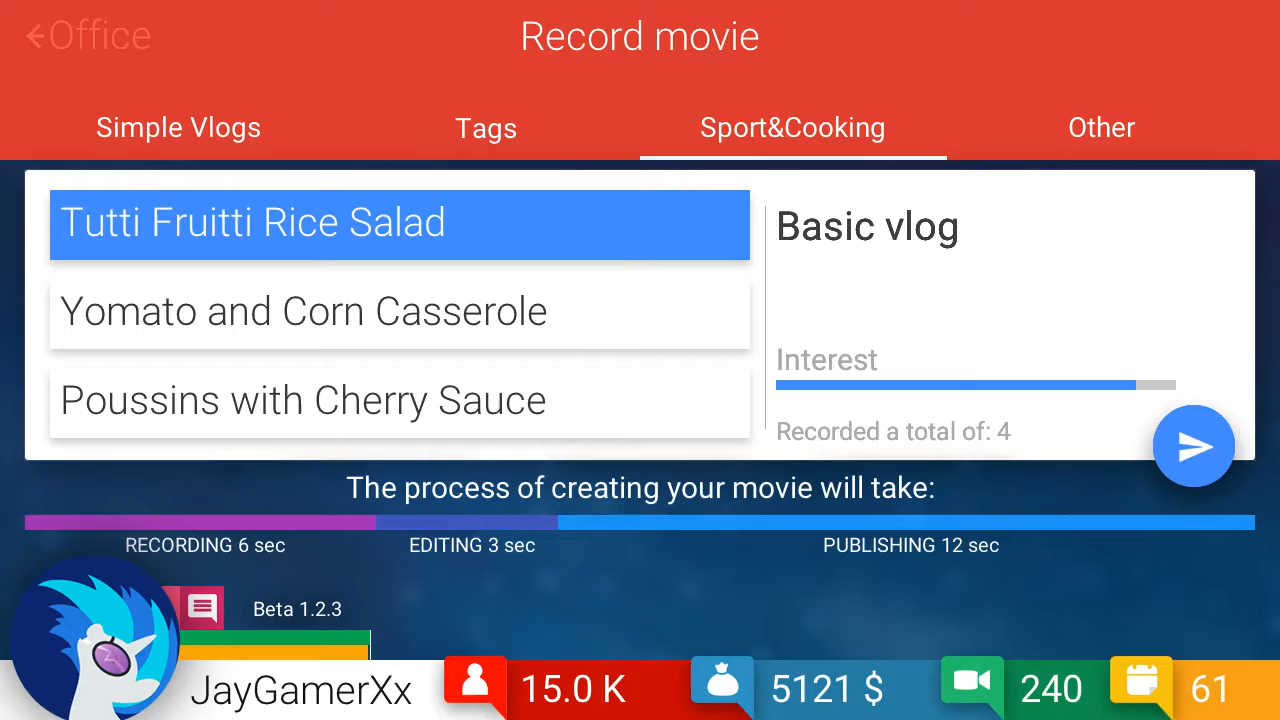 Office
Record movie
Simple Vlogs
Tags
Sport&Cooking
Other
Tutti Fruitti Rice Salad
Yomato and Corn Casserole
Poussins with Cherry Sauce
Basic vlog
Interest
Recorded a total of: 4
The process of creating your movie will take:
RECORDING 6 sec
EDITING 3 sec
PUBLISHING 12 sec
Beta 1.2.3
JayGamerXx
15.0 K
5121 $
240
61